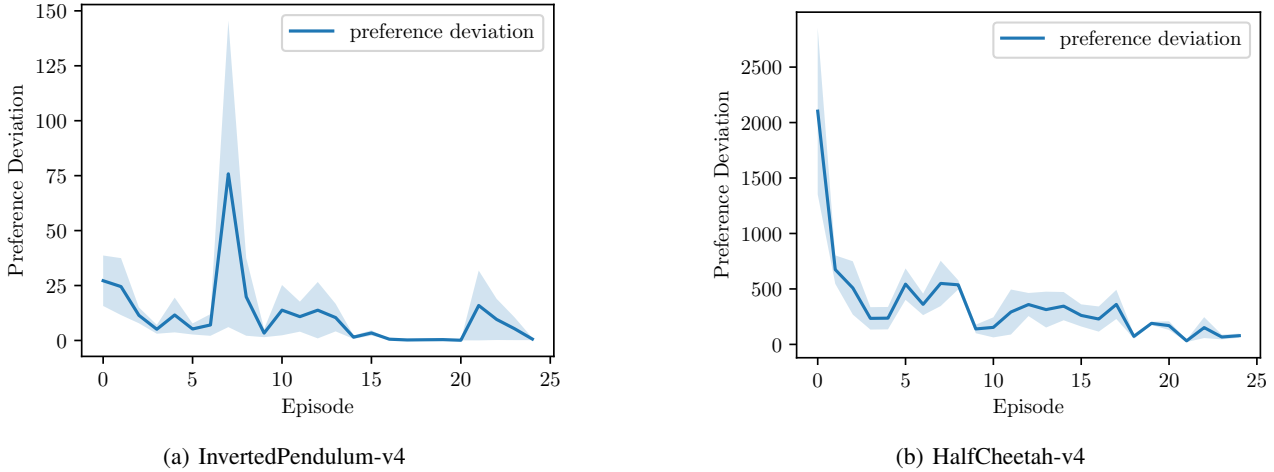 150
125
100
75
50
25
0
Preference Deviation
preference deviation
0 5 10 15 20 25
Episode
(a) InvertedPendulum-v4
2500
2000
1500
1000
500
0
Preference Deviation
preference deviation
0 5 10 15 20 25
Episode
(b) HalfCheetah-v4